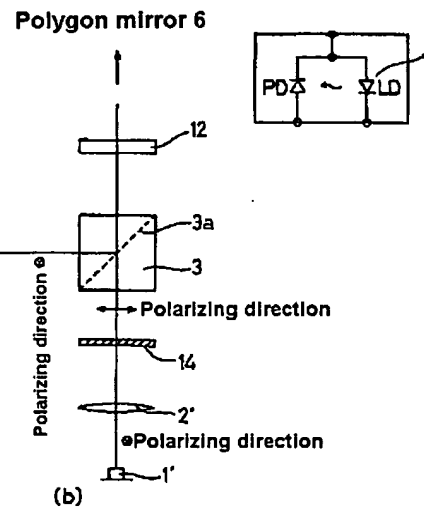 Polygon mirror 6
PD
LD
12
3a
3
Polarizing direction
Polarizing direction
14
2'
Polarizing direction
1'
(b)